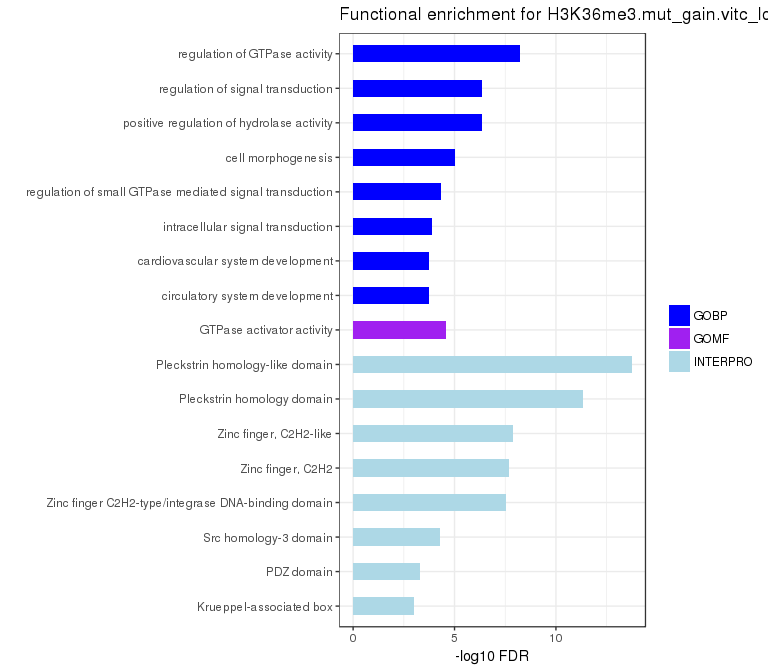 Functional enrichment for H3K36me3.mut_gain.vitc_lo
regulation of GTPase activity
regulation of signal transduction
positive regulation of hydrolase activity
cell morphogenesis
regulation of small GTPase mediated signal transduction
intracellular signal transduction
cardiovascular system development
circulatory system development
GTPase activator activity
Pleckstrin homology-like domain
Pleckstrin homology domain
Zinc finger, C2H2-like
Zinc finger, C2H2
Zinc finger C2H2-type/integrase DNA-binding domain
Src homology-3 domain
PDZ domain
Krueppel-associated box
0 5 10
-log10 FDR
GOBP
GOMF
INTERPRO